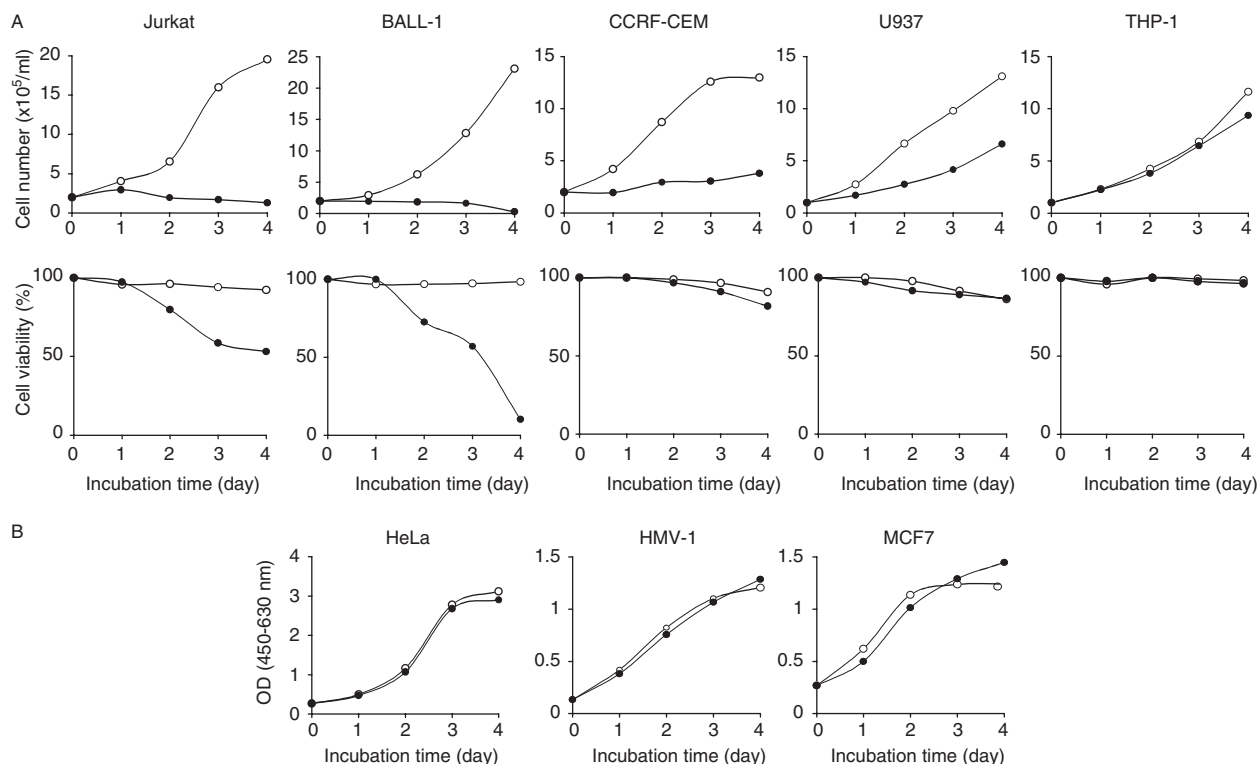 A
Jurkat BALL-1 CCRF-CEM U937 THP-1
Cell number (x10⁵/ml)
20 15 10 5 0
25 20 15 10 5 0
15 10 5 0
15 10 5 0
15 10 5 0
0 1 2 3 4
0 1 2 3 4
0 1 2 3 4
0 1 2 3 4
0 1 2 3 4
Cell viability (%)
100 50 0
100 50 0
100 50 0
100 50 0
100 50 0
0 1 2 3 4
0 1 2 3 4
0 1 2 3 4
0 1 2 3 4
0 1 2 3 4
Incubation time (day) Incubation time (day) Incubation time (day) Incubation time (day) Incubation time (day)
B
HeLa HMV-1 MCF7
OD (450-630 nm)
4 3 2 1 0
1.5 1 0.5 0
1.5 1 0.5 0
0 1 2 3 4
0 1 2 3 4
0 1 2 3 4
Incubation time (day) Incubation time (day) Incubation time (day)